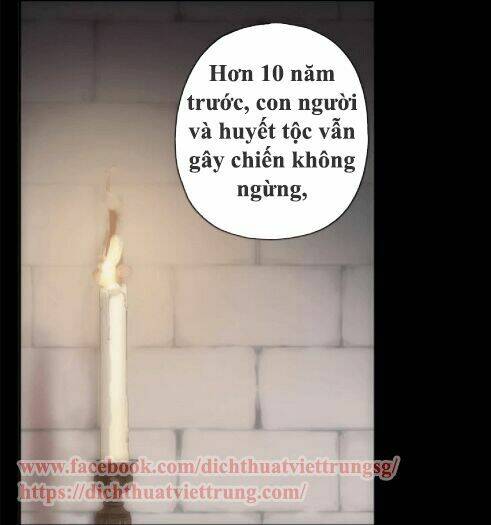 Hơn 10 năm
trước, con người
và huyết tộc vẫn
gây chiến không
ngừng,
www.facebook.com/dichthuatviettrungsg/
https://dichthuatviettrung.com/